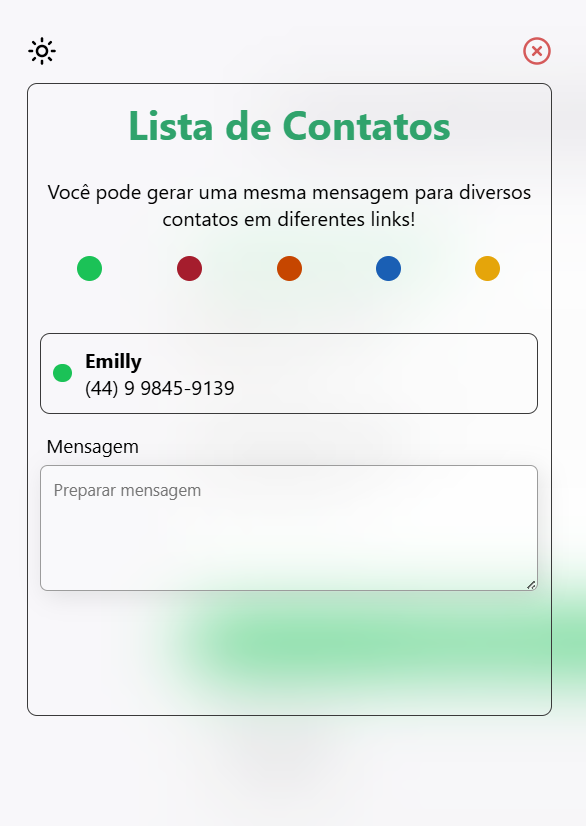 Lista de Contatos
Você pode gerar uma mesma mensagem para diversos
contatos em diferentes links!
Emilly
(44) 9 9845-9139
Mensagem
Preparar mensagem